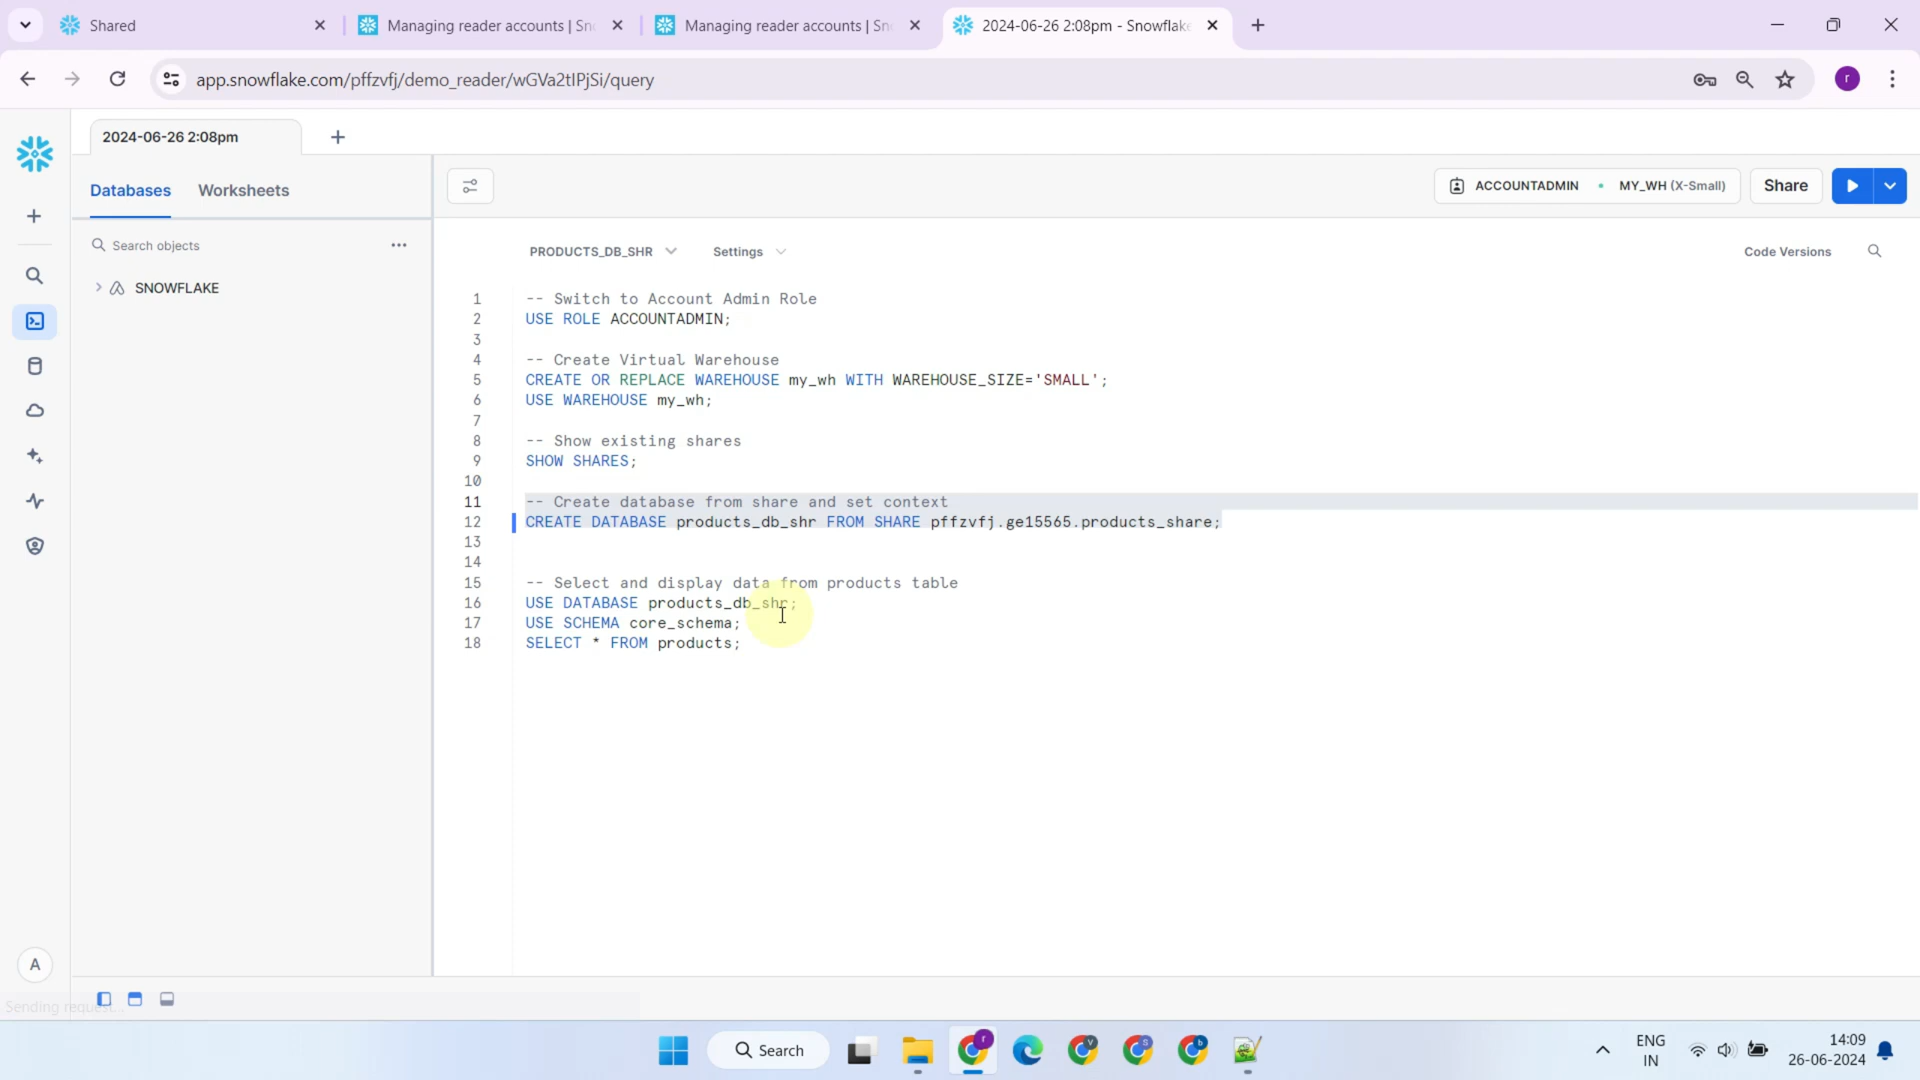 Shared
Managing reader accounts | Sn
Managing reader accounts | Sn
2024-06-26 2:08pm - Snowflake
app.snowflake.com/pffzvfj/demo_reader/wGVa2tIPjSi/query
r
2024-06-26 2:08pm
Databases
Worksheets
ACCOUNTADMIN
MY_WH (X-Small)
Share
Search objects
PRODUCTS_DB_SHR
Settings
Code Versions
SNOWFLAKE
1 -- Switch to Account Admin Role
2 USE ROLE ACCOUNTADMIN;
3
4 -- Create Virtual Warehouse
5 CREATE OR REPLACE WAREHOUSE my_wh WITH WAREHOUSE_SIZE='SMALL';
6 USE WAREHOUSE my_wh;
7
8 -- Show existing shares
9 SHOW SHARES;
10
11 -- Create database from share and set context
12 CREATE DATABASE products_db_shr FROM SHARE pffzvfj.ge15565.products_share;
13
14
15 -- Select and display data from products table
16 USE DATABASE products_db_shr;
17 USE SCHEMA core_schema;
18 SELECT * FROM products;
A
Sending request...
Search
r
V
S
b
ENG
IN
14:09
26-06-2024